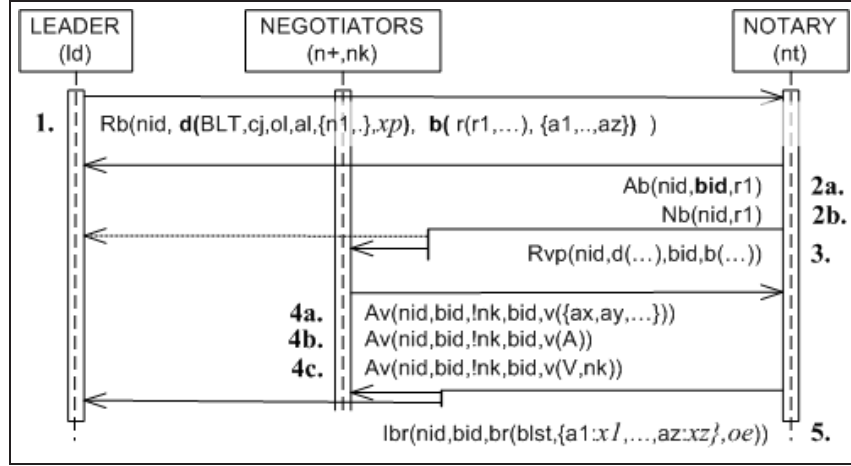 LEADER
(ld)
NEGOTIATORS
(n+,nk)
NOTARY
(nt)
1. Rb(nid, d(BLT,cj,ol,al,{n1,.},xp), b( r(r1,…), {a1,..,az}) )
Ab(nid,bid,r1) 2a.
Nb(nid,r1) 2b.
Rvp(nid,d(…),bid,b(…)) 3.
4a. Av(nid,bid,!nk,bid,v({ax,ay,…}))
4b. Av(nid,bid,!nk,bid,v(A))
4c. Av(nid,bid,!nk,bid,v(V,nk))
Ibr(nid,bid,br(blst,{a1:x1,…,az:xz},oe)) 5.